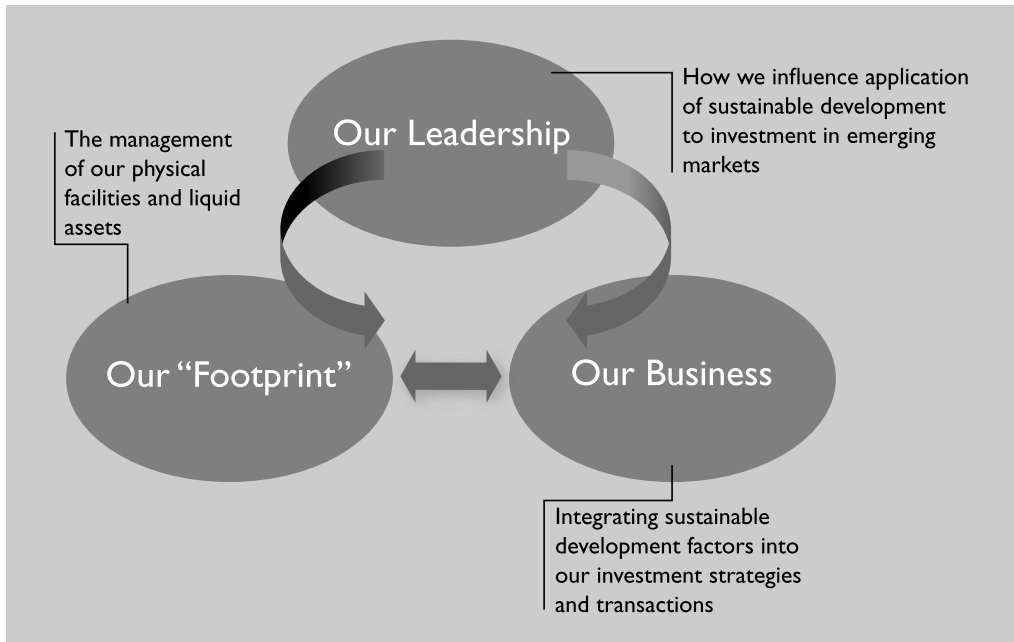 Our Leadership
How we influence application
of sustainable development
to investment in emerging
markets
The management
of our physical
facilities and liquid
assets
Our “Footprint”
Our Business
Integrating sustainable
development factors into
our investment strategies
and transactions